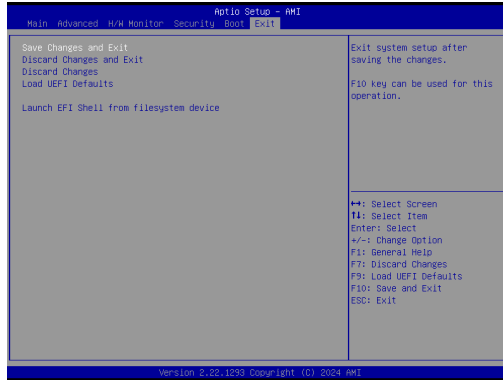 Aptio Setup – AMI
Main Advanced H/W Monitor Security Boot Exit
Save Changes and Exit
Discard Changes and Exit
Discard Changes
Load UEFI Defaults
Launch EFI Shell from filesystem device
Exit system setup after
saving the changes.
F10 key can be used for this
operation.
↔: Select Screen
↑↓: Select Item
Enter: Select
+/-: Change Option
F1: General Help
F7: Discard Changes
F9: Load UEFI Defaults
F10: Save and Exit
ESC: Exit
Version 2.22.1293 Copyright (C) 2024 AMI